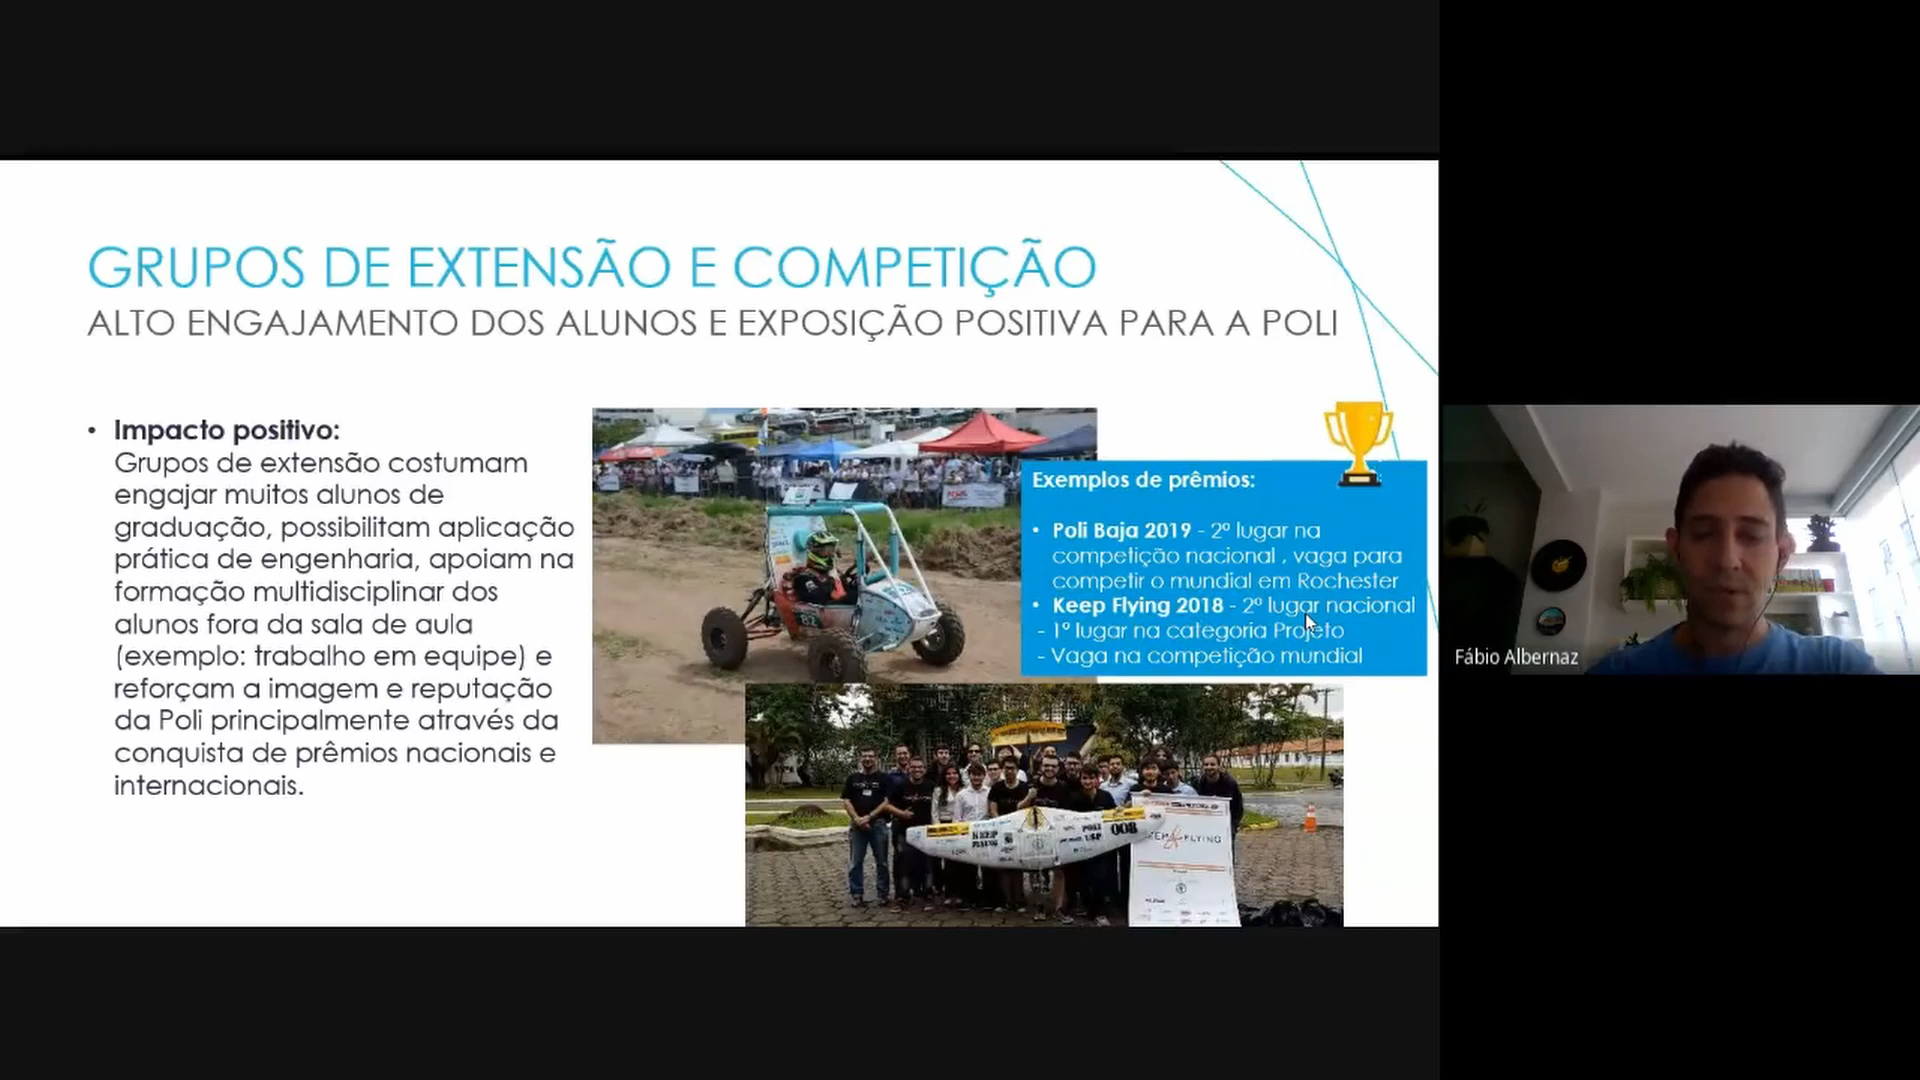 GRUPOS DE EXTENSÃO E COMPETIÇÃO
ALTO ENGAJAMENTO DOS ALUNOS E EXPOSIÇÃO POSITIVA PARA A POLI
• Impacto positivo:
Grupos de extensão costumam
engajar muitos alunos de
graduação, possibilitam aplicação
prática de engenharia, apoiam na
formação multidisciplinar dos
alunos fora da sala de aula
(exemplo: trabalho em equipe) e
reforçam a imagem e reputação
da Poli principalmente através da
conquista de prêmios nacionais e
internacionais.
Exemplos de prêmios:
• Poli Baja 2019 - 2º lugar na
competição nacional , vaga para
competir o mundial em Rochester
• Keep Flying 2018 - 2º lugar nacional
- 1º lugar na categoria Projeto
- Vaga na competição mundial
82
KEEP
FLYING
POLI
USP
008
FLYING
Fábio Albernaz